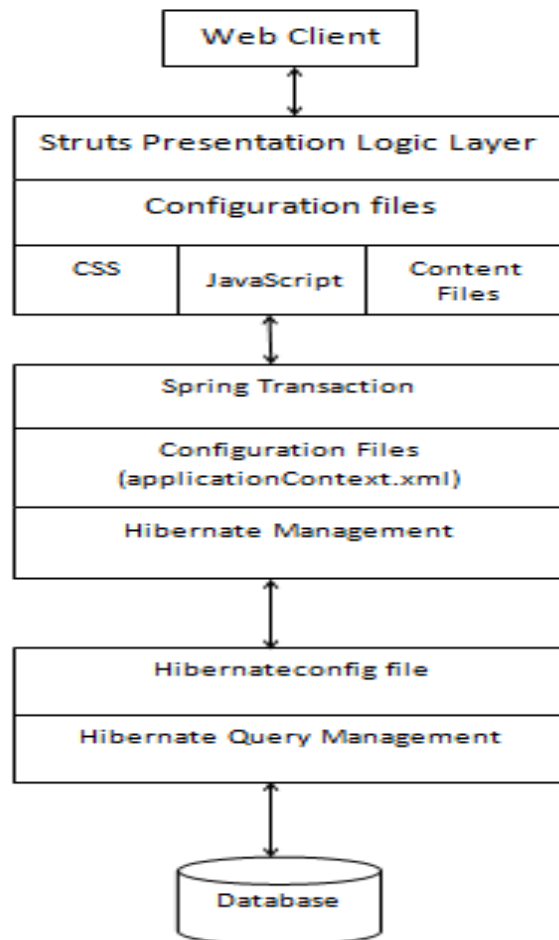 Web Client
Struts Presentation Logic Layer
Configuration files
CSS
JavaScript
Content
Files
Spring Transaction
Configuration Files
(applicationContext.xml)
Hibernate Management
Hibernateconfig file
Hibernate Query Management
Database